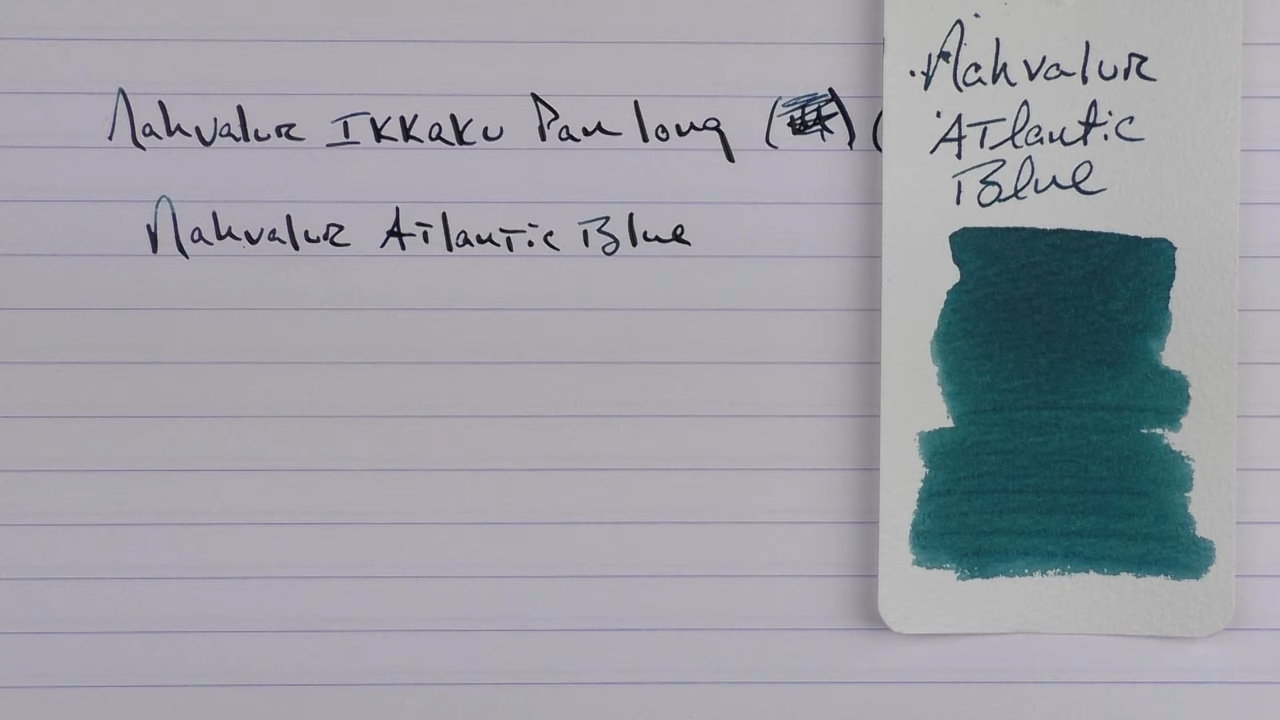 Nahvalur IKKaku Pan long ( ) (
Nahvalur Atlantic Blue
Nahvalur
Atlantic
Blue